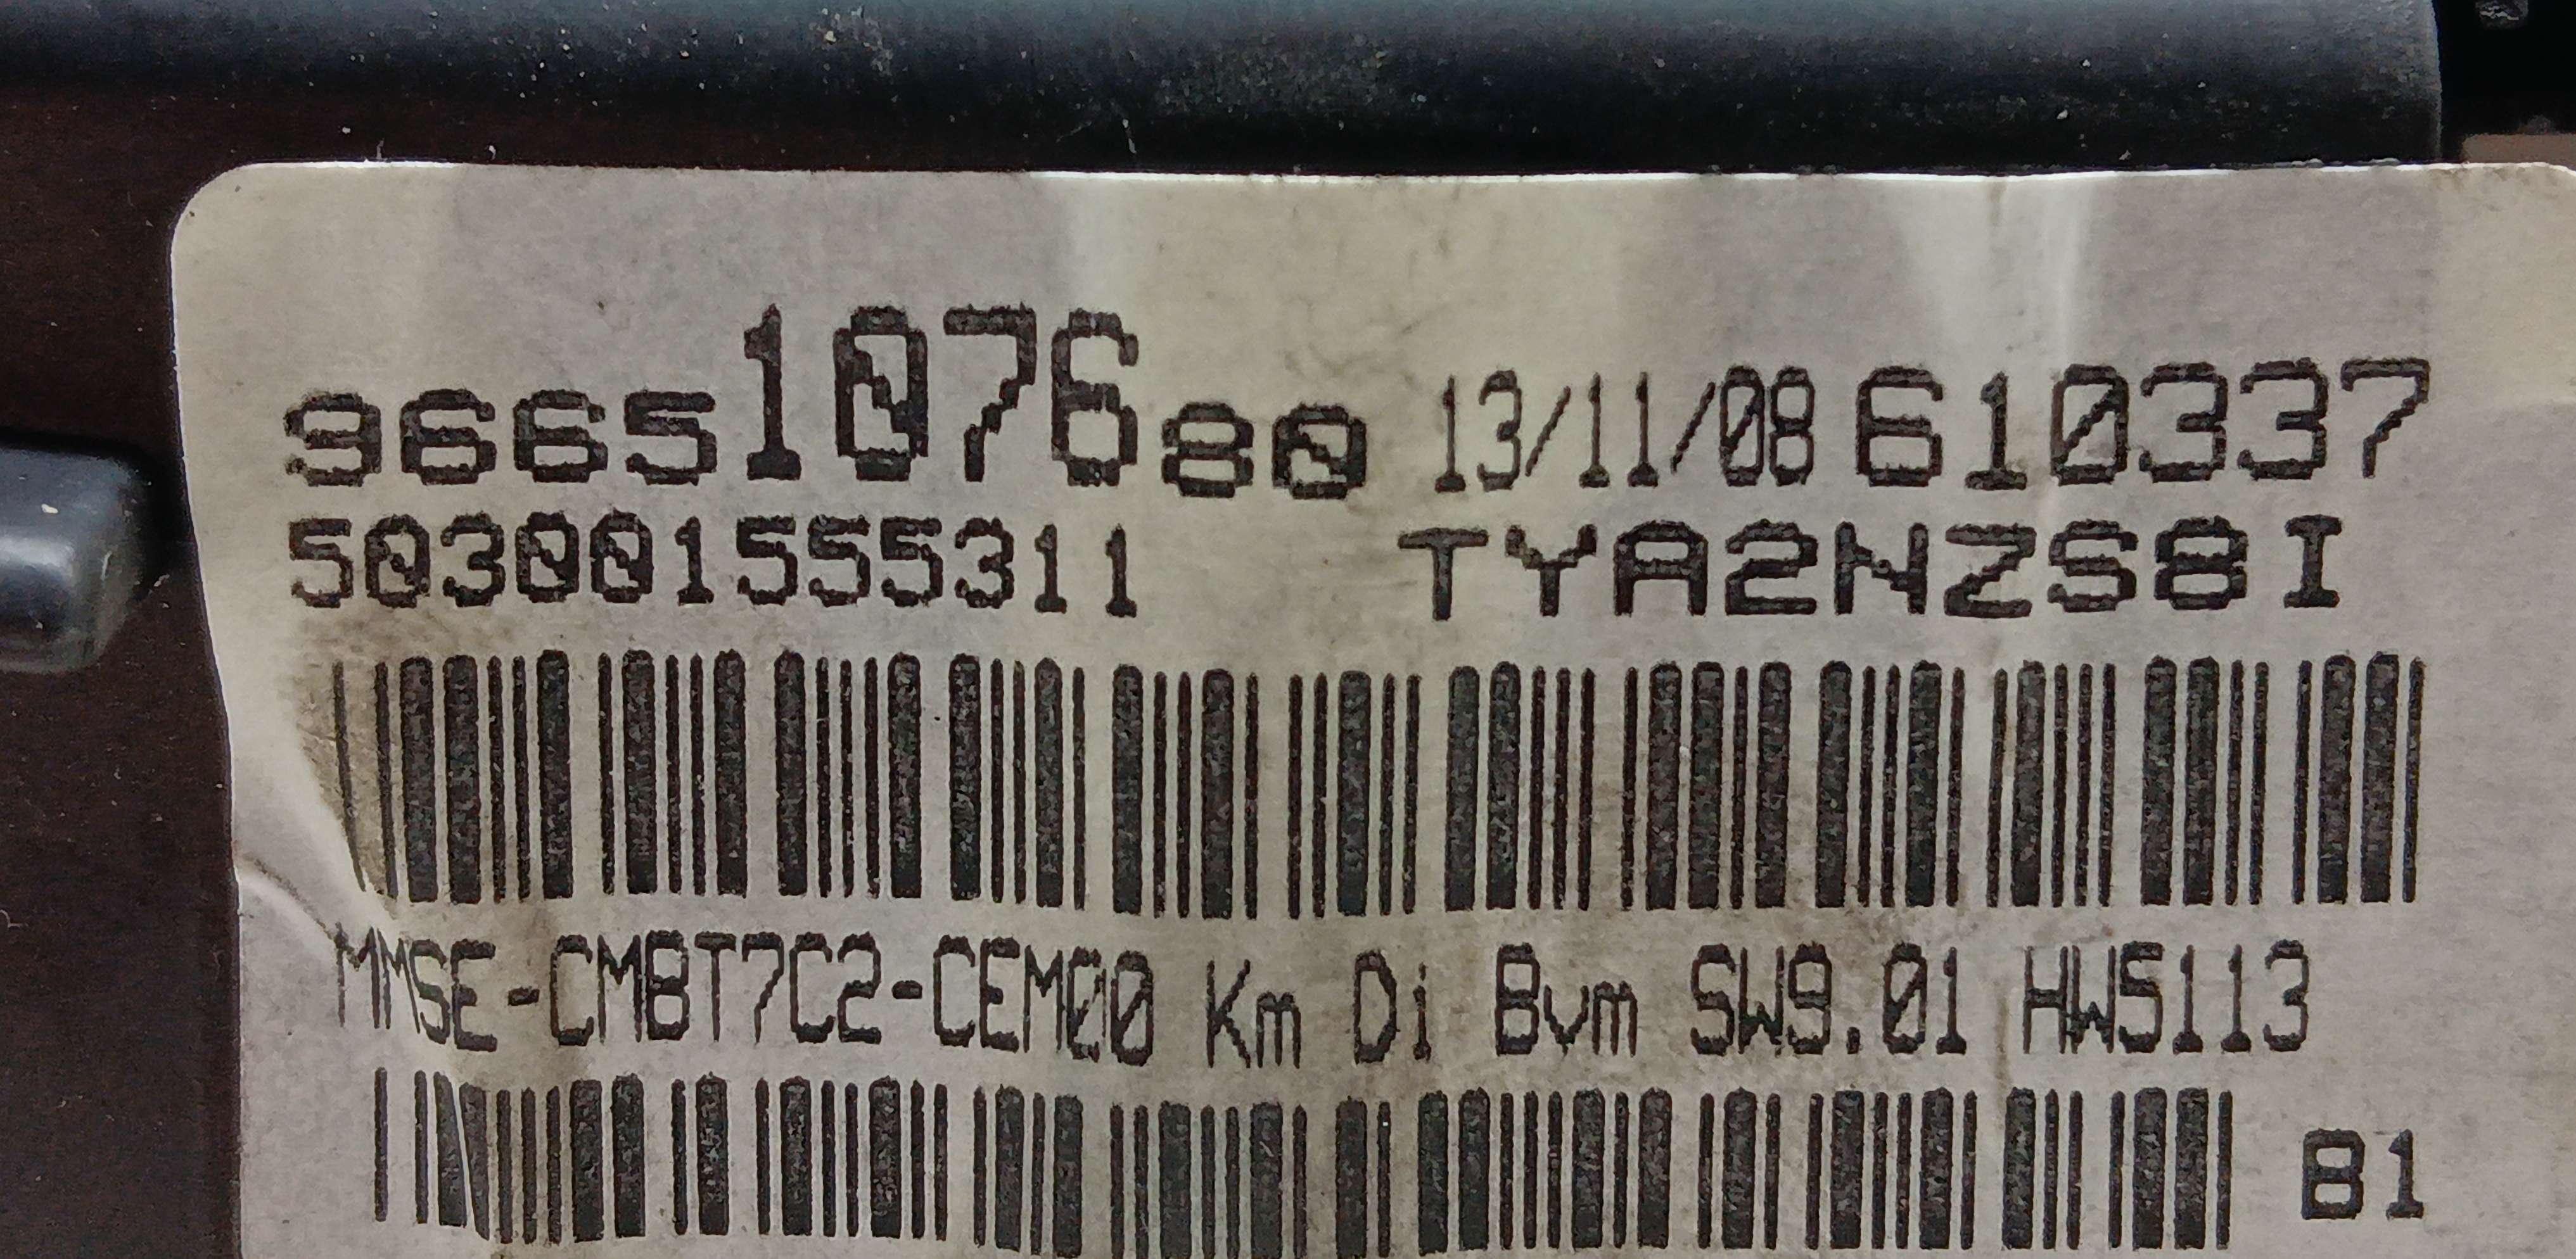 9665107680 13/11/08 610337
503001555311 TYA2NZS8I
MMSE-CMBT7C2-CEM00 Km Di Bvm SW9.01 HW5113
B1